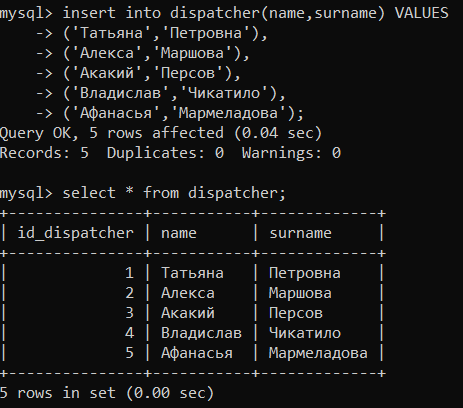 mysql> insert into dispatcher(name,surname) VALUES
    -> ('Татьяна','Петровна'),
    -> ('Алекса','Маршова'),
    -> ('Акакий','Персов'),
    -> ('Владислав','Чикатило'),
    -> ('Афанасья','Мармеладова');
Query OK, 5 rows affected (0.04 sec)
Records: 5  Duplicates: 0  Warnings: 0

mysql> select * from dispatcher;
+---------------+-----------+-------------+
| id_dispatcher | name      | surname     |
+---------------+-----------+-------------+
|             1 | Татьяна   | Петровна    |
|             2 | Алекса    | Маршова     |
|             3 | Акакий    | Персов      |
|             4 | Владислав | Чикатило    |
|             5 | Афанасья  | Мармеладова |
+---------------+-----------+-------------+
5 rows in set (0.00 sec)